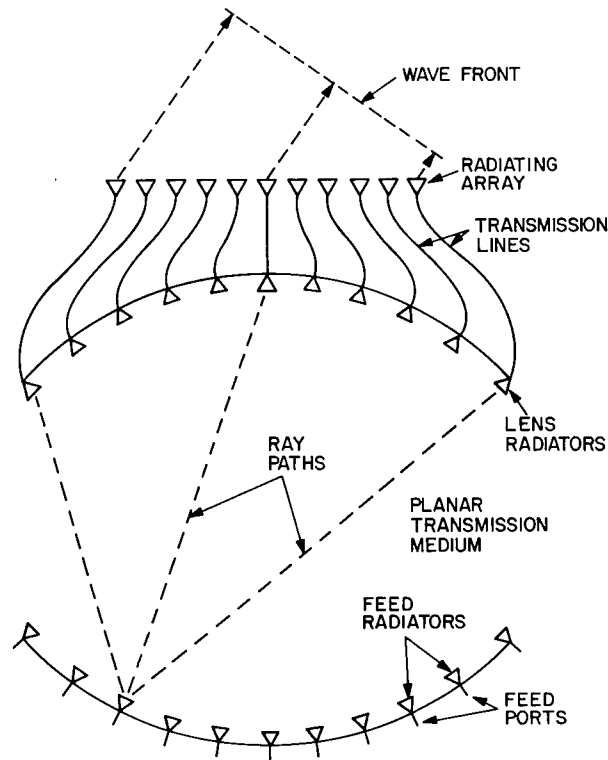 WAVE FRONT
RADIATING
ARRAY
TRANSMISSION
LINES
LENS
RADIATORS
RAY
PATHS
PLANAR
TRANSMISSION
MEDIUM
FEED
RADIATORS
FEED
PORTS